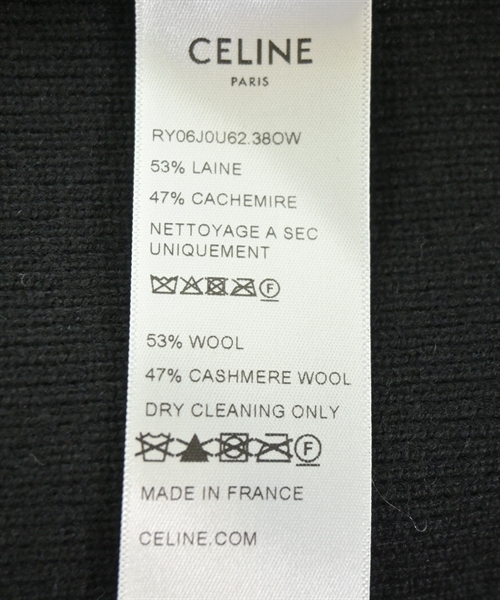 CELINE
PARIS
RY06J0U62.38OW
53% LAINE
47% CACHEMIRE
NETTOYAGE A SEC
UNIQUEMENT
F
53% WOOL
47% CASHMERE WOOL
DRY CLEANING ONLY
F
MADE IN FRANCE
CELINE.COM